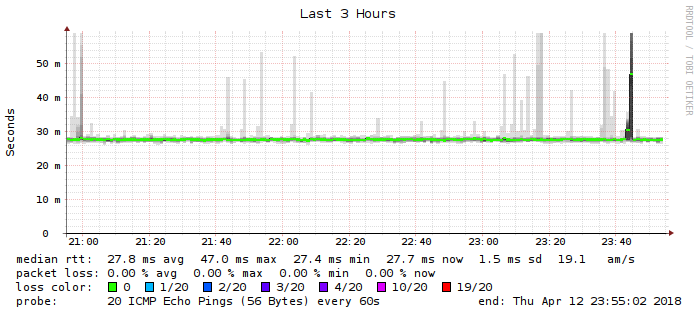 Last 3 Hours
RRDTOOL / TOBI OETIKER
Seconds
50 m
40 m
30 m
20 m
10 m
0
21:00 21:20 21:40 22:00 22:20 22:40 23:00 23:20 23:40
median rtt: 27.8 ms avg 47.0 ms max 27.4 ms min 27.7 ms now 1.5 ms sd 19.1 am/s
packet loss: 0.00 % avg 0.00 % max 0.00 % min 0.00 % now
loss color: 0 1/20 2/20 3/20 4/20 10/20 19/20
probe: 20 ICMP Echo Pings (56 Bytes) every 60s end: Thu Apr 12 23:55:02 2018